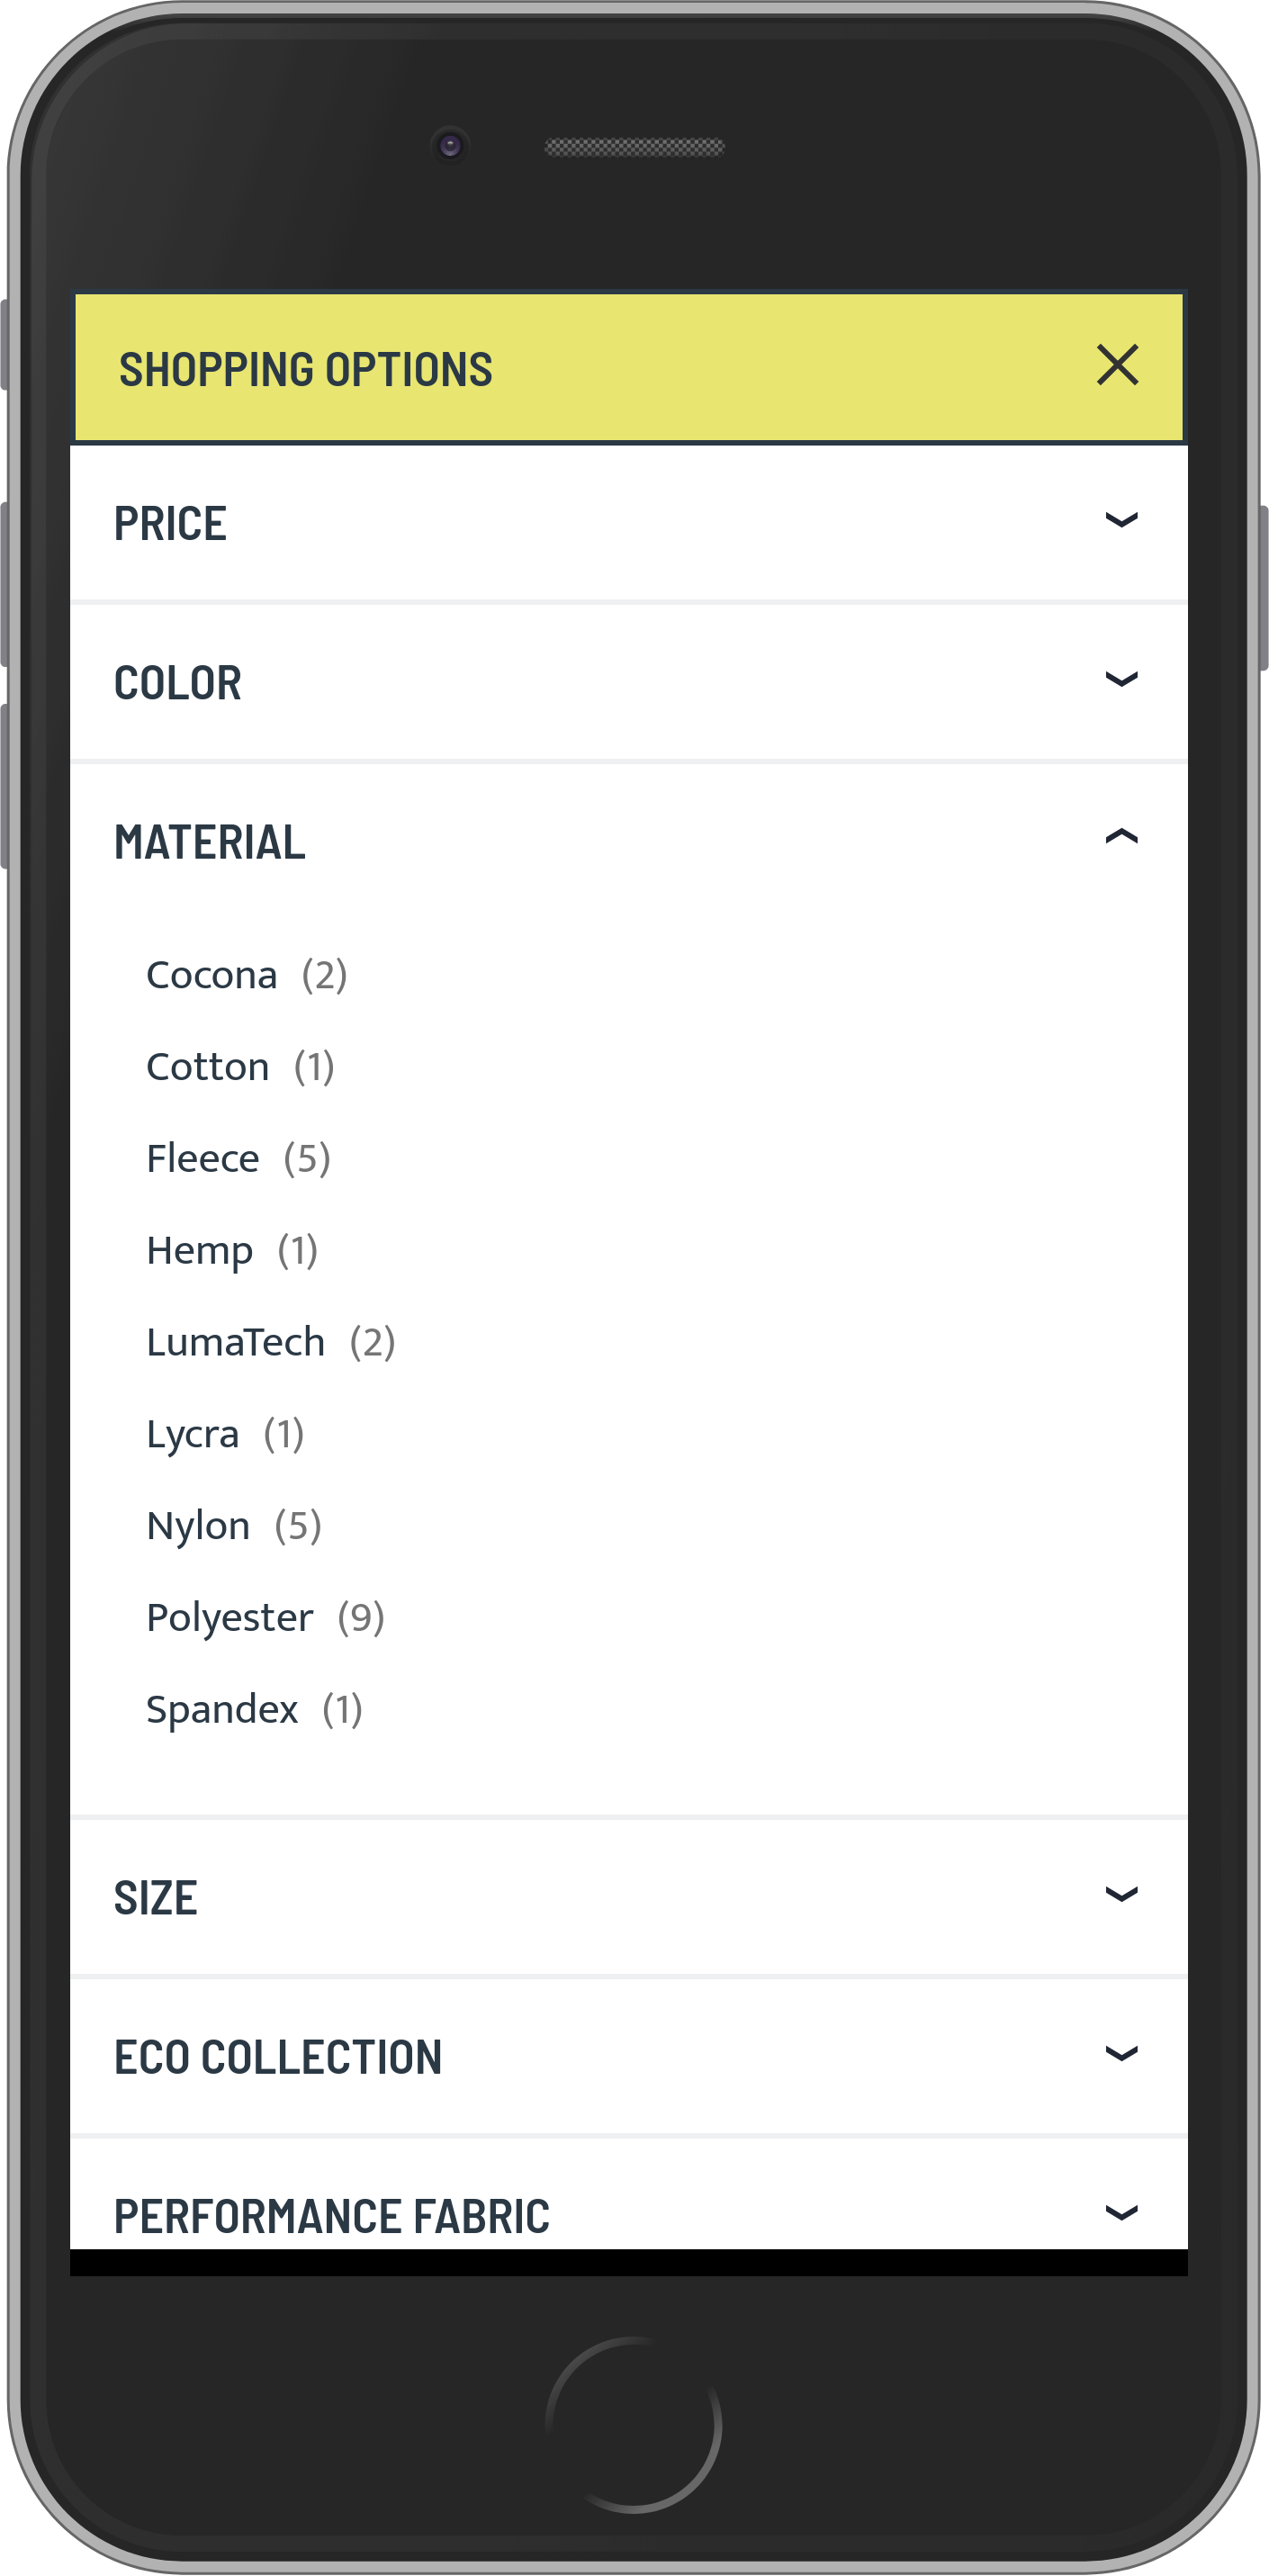 SHOPPING OPTIONS
PRICE
COLOR
MATERIAL
Cocona (2)
Cotton (1)
Fleece (5)
Hemp (1)
LumaTech (2)
Lycra (1)
Nylon (5)
Polyester (9)
Spandex (1)
SIZE
ECO COLLECTION
PERFORMANCE FABRIC